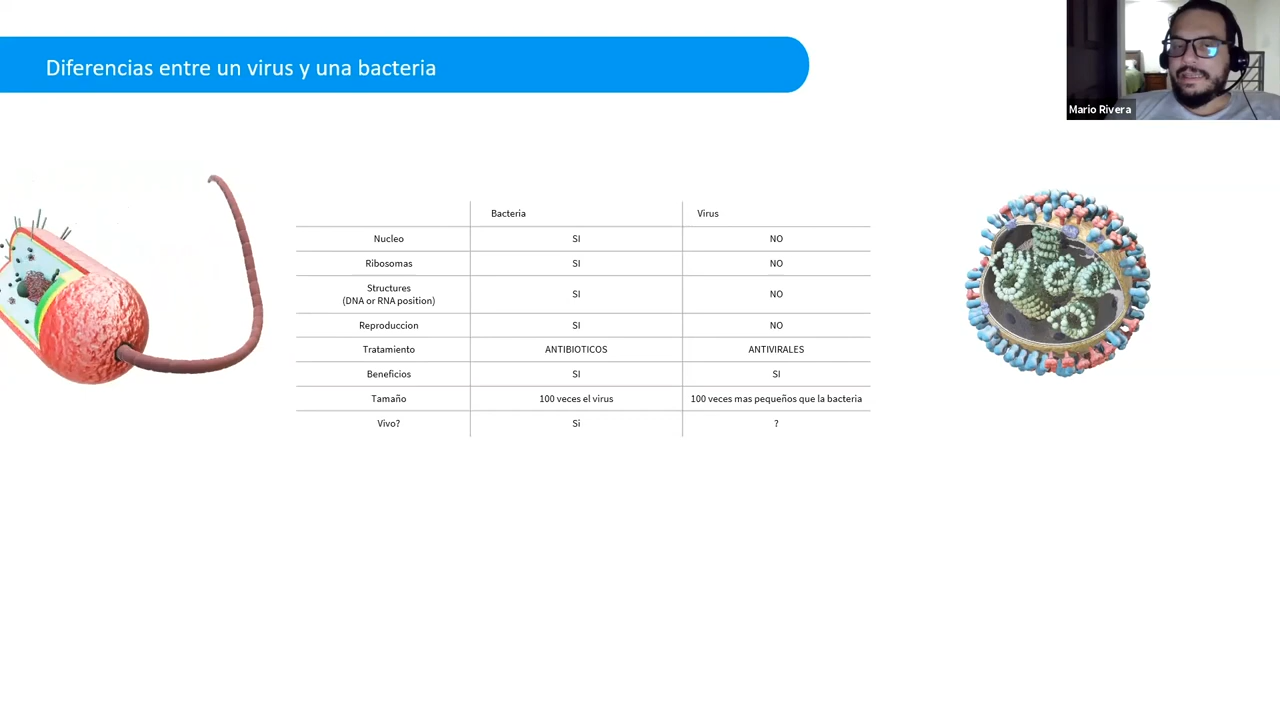 Diferencias entre un virus y una bacteria
Mario Rivera
Bacteria Virus
Nucleo SI NO
Ribosomas SI NO
Structures
(DNA or RNA position) SI NO
Reproduccion SI NO
Tratamiento ANTIBIOTICOS ANTIVIRALES
Beneficios SI SI
Tamaño 100 veces el virus 100 veces mas pequeños que la bacteria
Vivo? Si ?